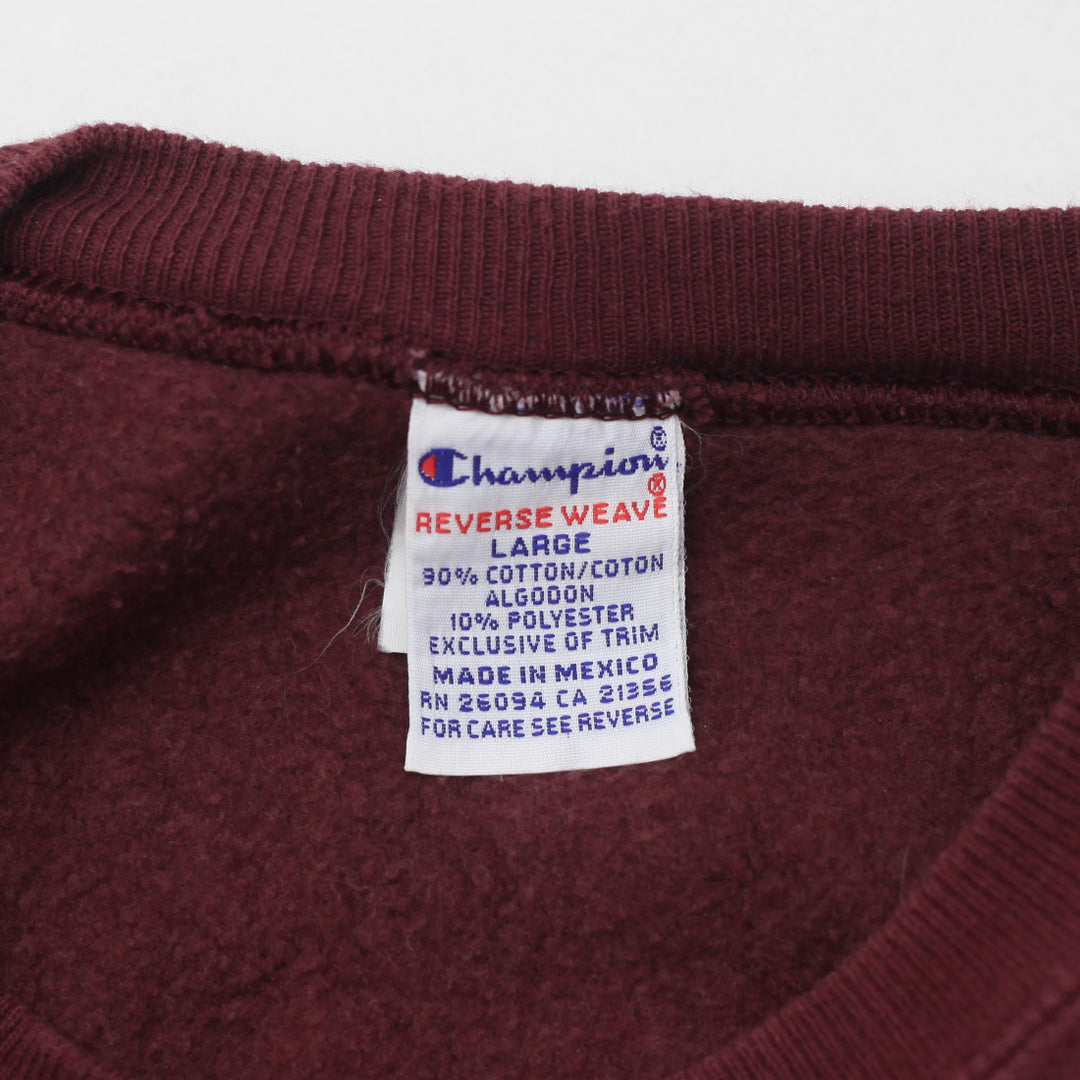 Champion®
REVERSE WEAVE®
LARGE
90% COTTON/COTON
ALGODON
10% POLYESTER
EXCLUSIVE OF TRIM
MADE IN MEXICO
RN 26094 CA 21356
FOR CARE SEE REVERSE